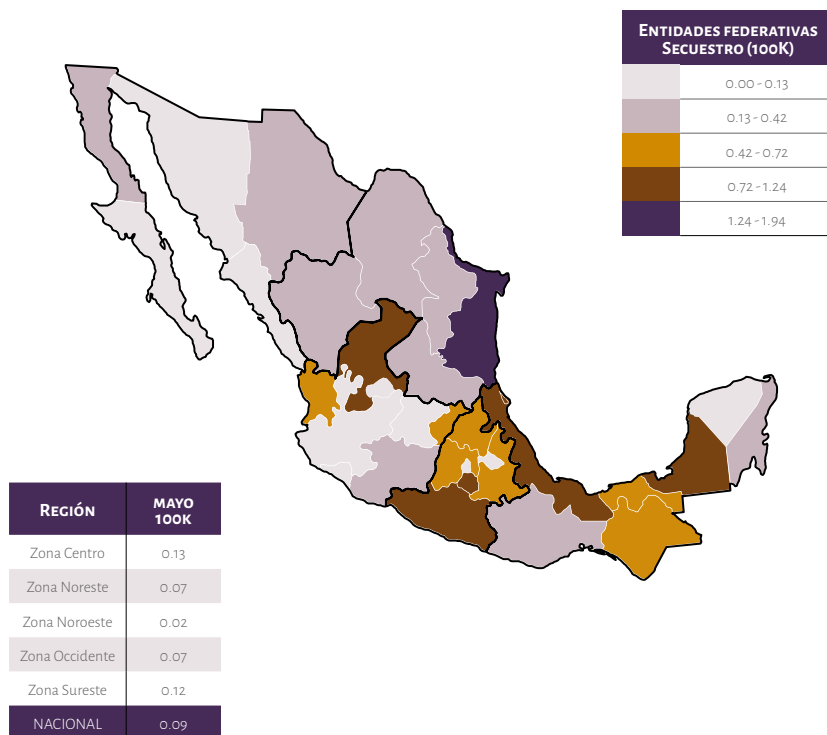 Entidades federativas
Secuestro (100K)
0.00 - 0.13
0.13 - 0.42
0.42 - 0.72
0.72 - 1.24
1.24 - 1.94
Región MAYO
100K
Zona Centro 0.13
Zona Noreste 0.07
Zona Noroeste 0.02
Zona Occidente 0.07
Zona Sureste 0.12
NACIONAL 0.09